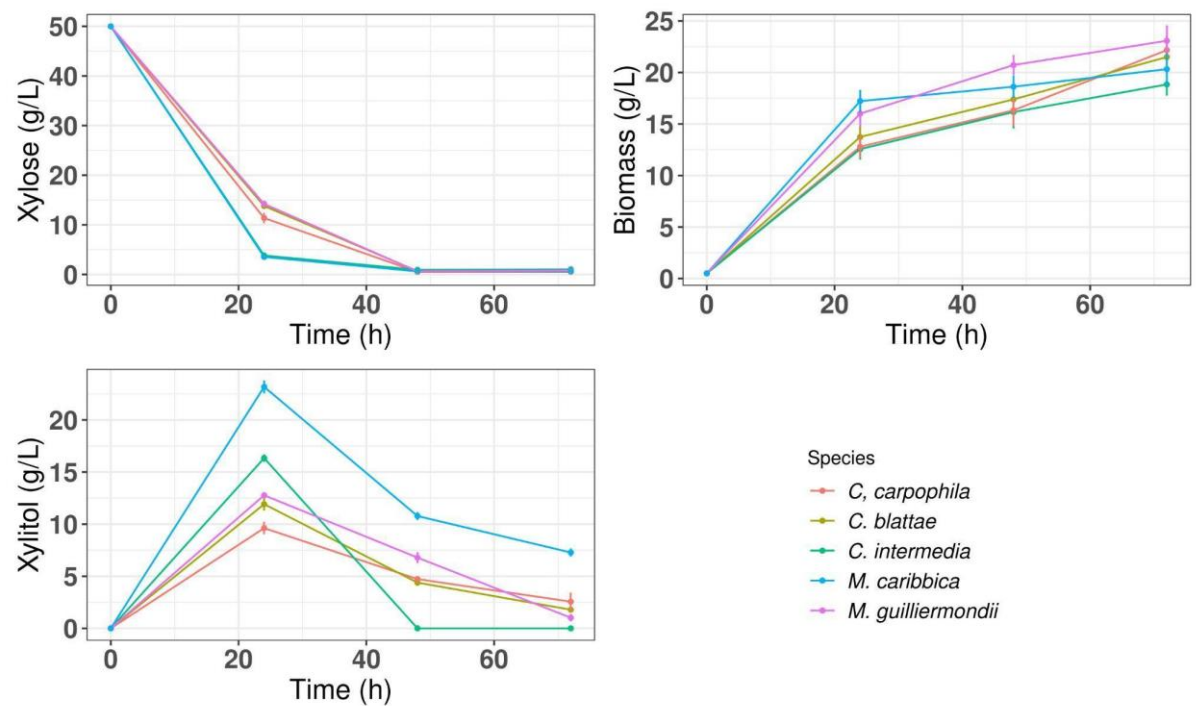 Xylose (g/L)
50
40
30
20
10
0
0 20 40 60
Time (h)
Biomass (g/L)
25
20
15
10
5
0
0 20 40 60
Time (h)
Xylitol (g/L)
20
15
10
5
0
0 20 40 60
Time (h)
Species
C, carpophila
C. blattae
C. intermedia
M. caribbica
M. guilliermondii